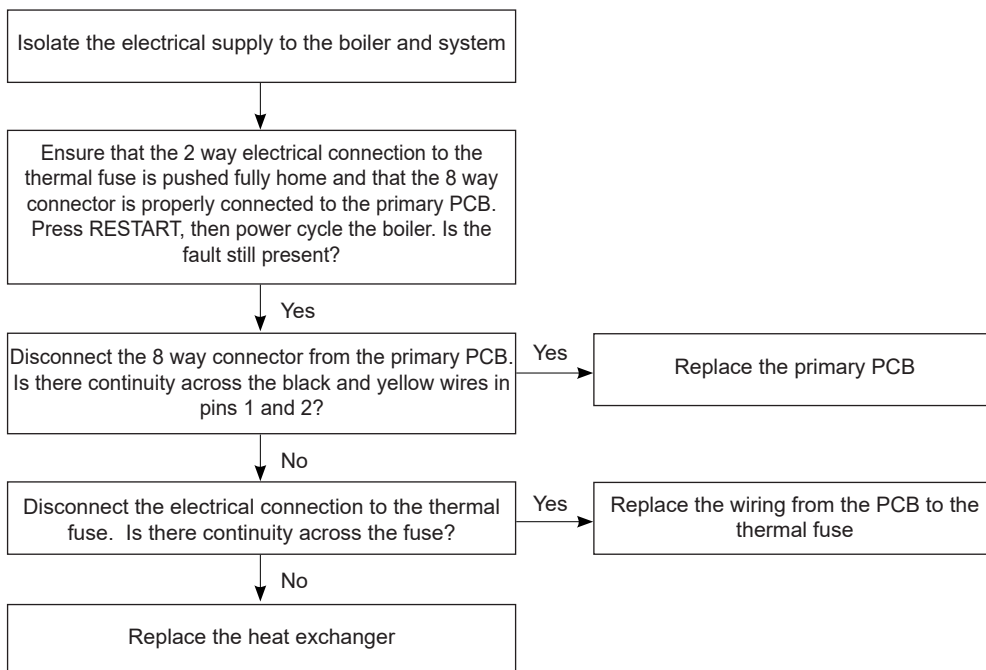 Isolate the electrical supply to the boiler and system
Ensure that the 2 way electrical connection to the
thermal fuse is pushed fully home and that the 8 way
connector is properly connected to the primary PCB.
Press RESTART, then power cycle the boiler. Is the
fault still present?
Yes
Disconnect the 8 way connector from the primary PCB.
Is there continuity across the black and yellow wires in
pins 1 and 2?
Yes
Replace the primary PCB
No
Disconnect the electrical connection to the thermal
fuse.  Is there continuity across the fuse?
Yes
Replace the wiring from the PCB to the
thermal fuse
No
Replace the heat exchanger